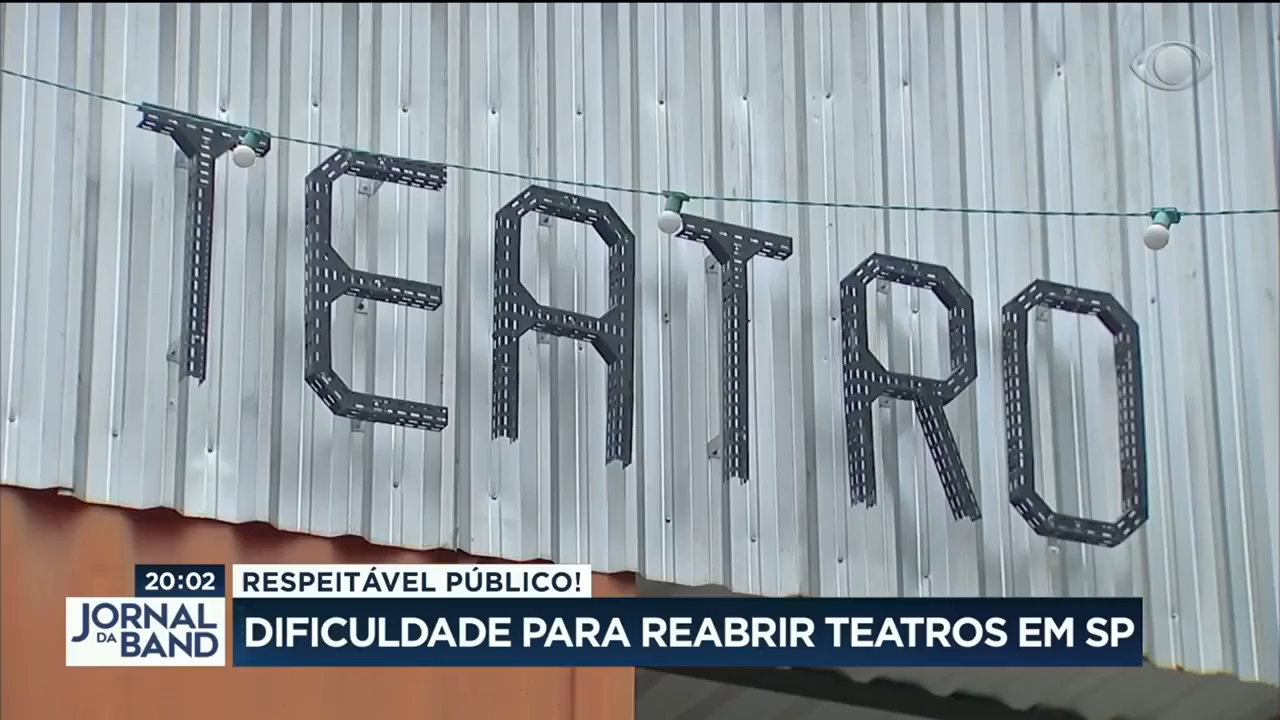 TEATRO
20:02
RESPEITÁVEL PÚBLICO!
JORNAL DA BAND
DIFICULDADE PARA REABRIR TEATROS EM SP